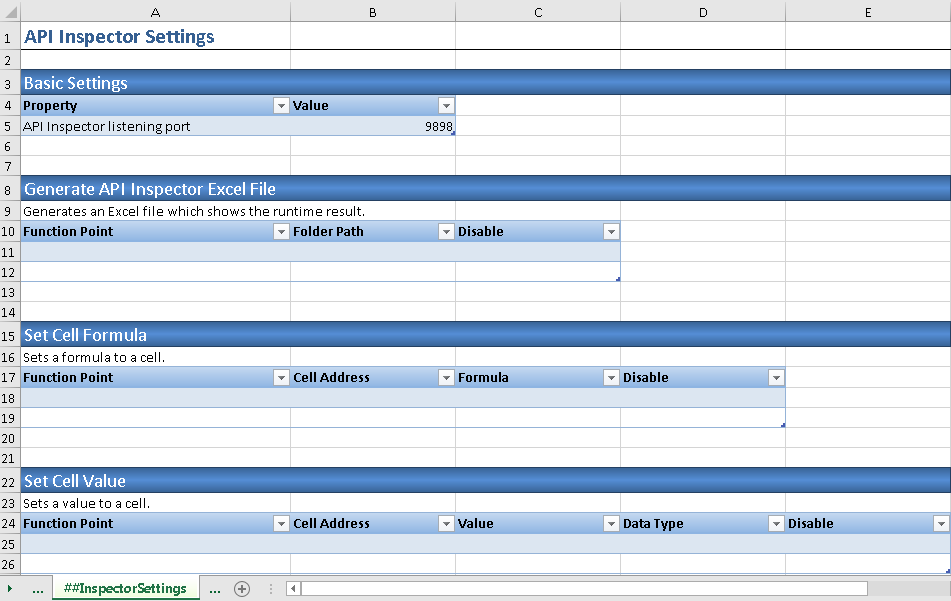 A B C D E
1 API Inspector Settings
2
3 Basic Settings
4 Property Value
5 API Inspector listening port 9898
6
7
8 Generate API Inspector Excel File
9 Generates an Excel file which shows the runtime result.
10 Function Point Folder Path Disable
11
12
13
14
15 Set Cell Formula
16 Sets a formula to a cell.
17 Function Point Cell Address Formula Disable
18
19
20
21
22 Set Cell Value
23 Sets a value to a cell.
24 Function Point Cell Address Value Data Type Disable
25
26
... ##InspectorSettings ...